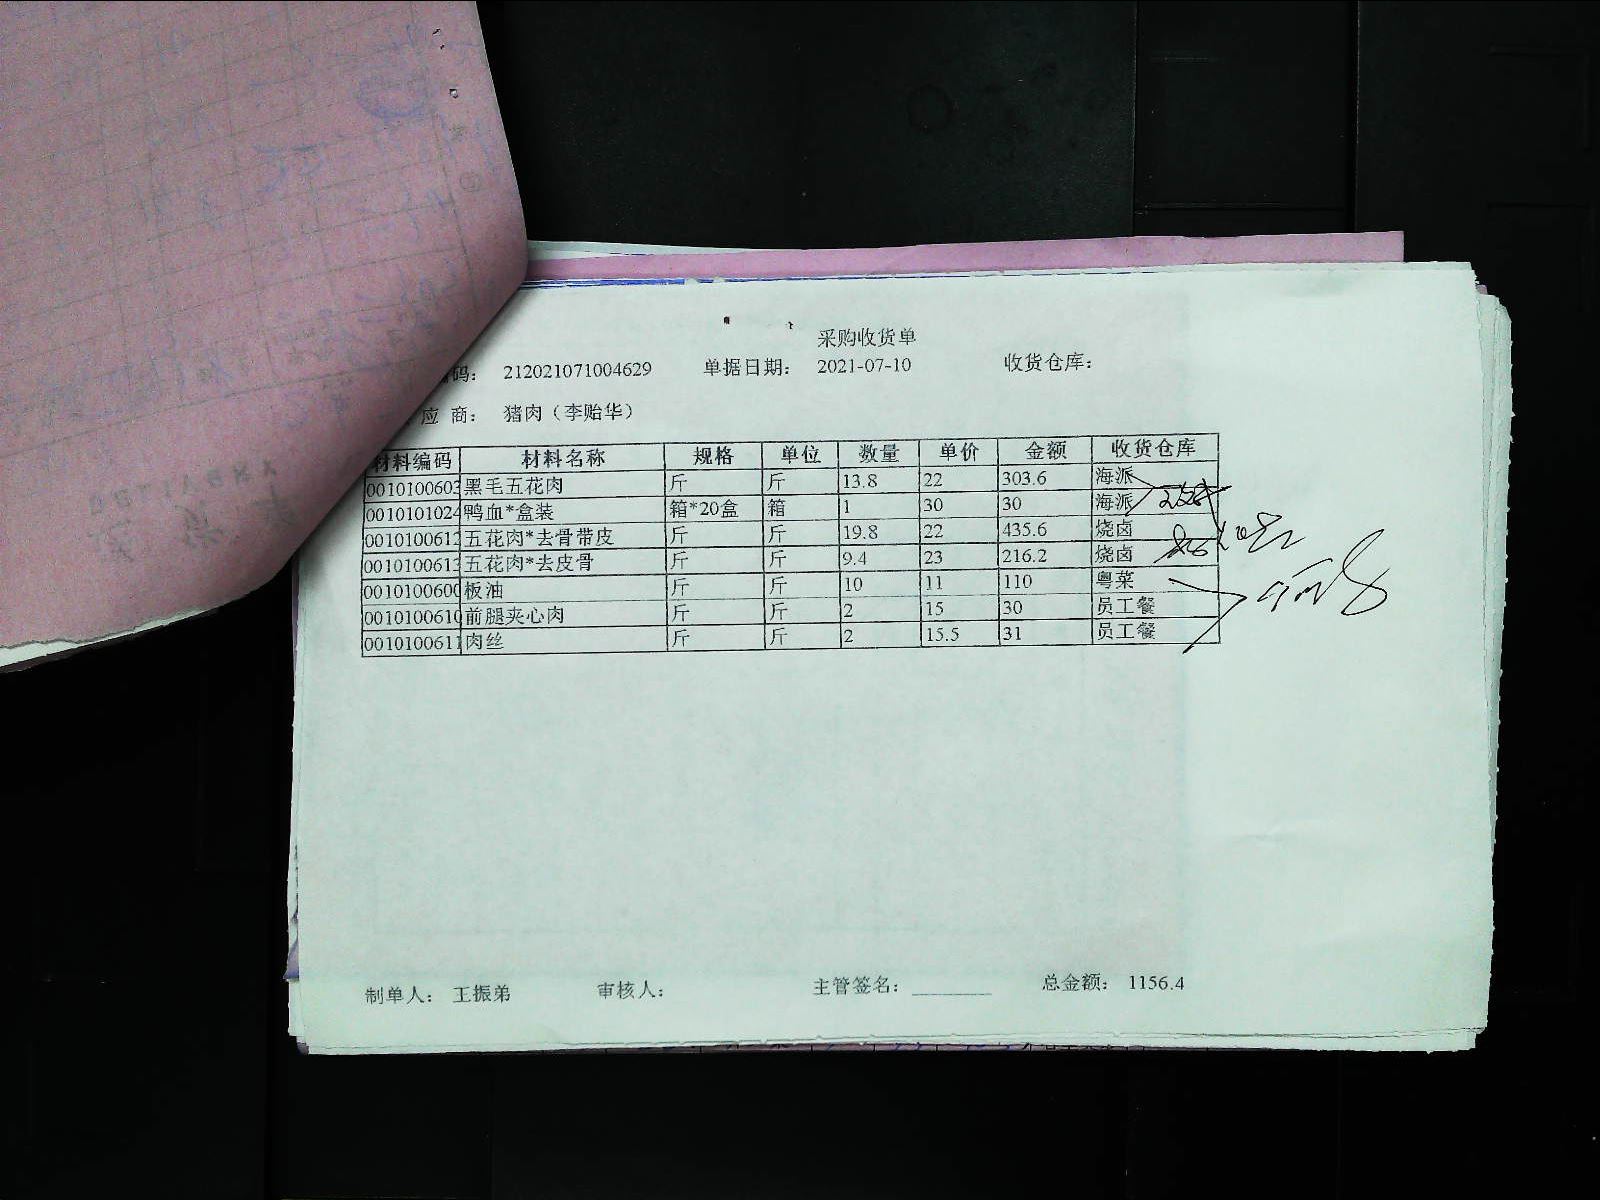 采购收货单
码： 212021071004629 单据日期： 2021-07-10 收货仓库：
应 商： 猪肉（李贻华）
材料编码 材料名称 规格 单位 数量 单价 金额 收货仓库
0010100603 黑毛五花肉 斤 斤 13.8 22 303.6 海派
0010101024 鸭血*盒装 箱*20盒 箱 1 30 30 海派
0010100612 五花肉*去骨带皮 斤 斤 19.8 22 435.6 烧卤
0010100613 五花肉*去皮骨 斤 斤 9.4 23 216.2 烧卤
0010100600 板油 斤 斤 10 11 110 粤菜
0010100610 前腿夹心肉 斤 斤 2 15 30 员工餐
0010100611 肉丝 斤 斤 2 15.5 31 员工餐
制单人： 王振弟 审核人： 主管签名： 总金额： 1156.4